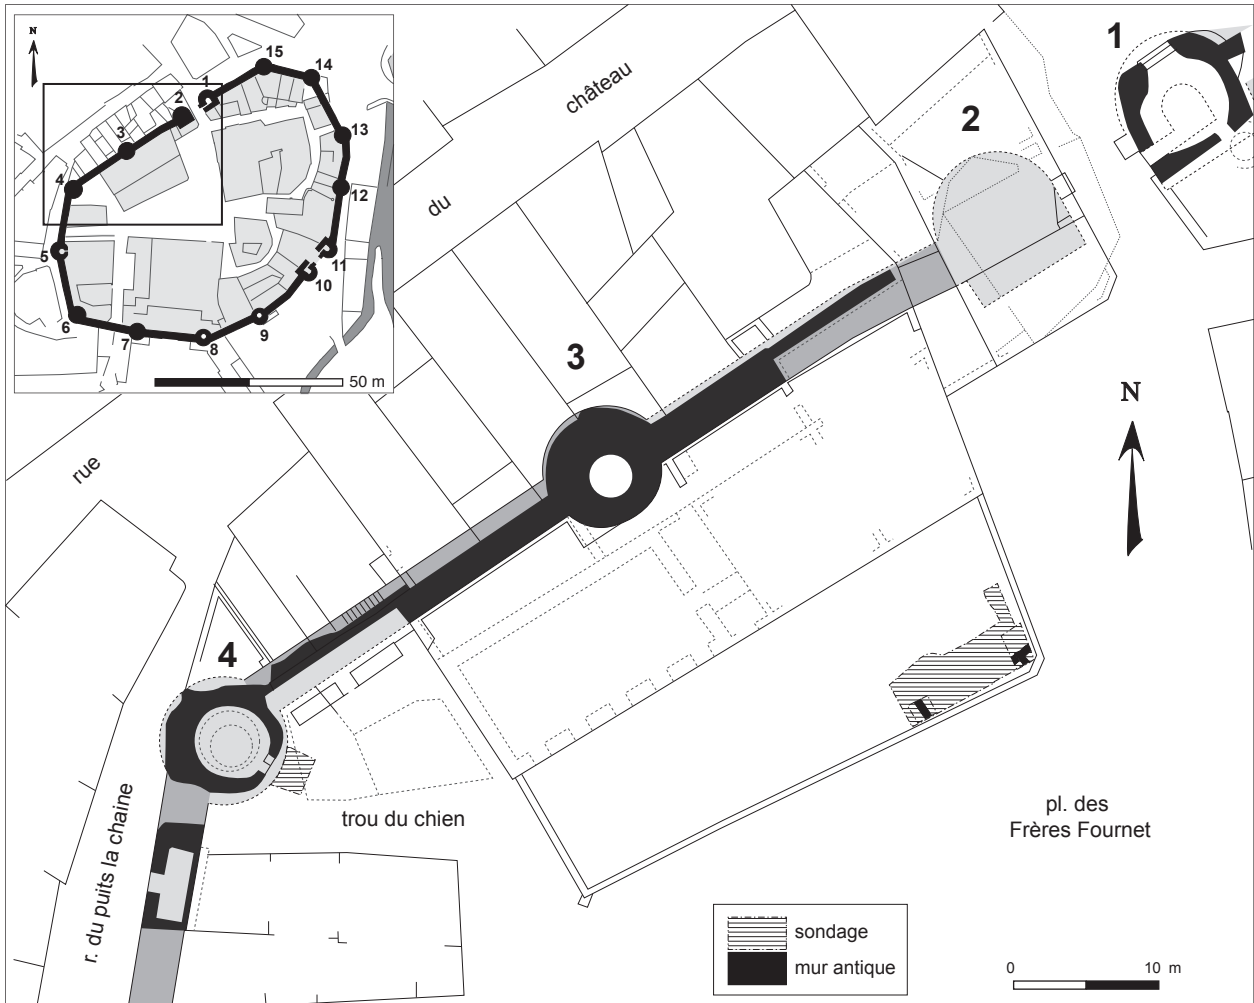 N
1
2
3
4
5
6
7
8
9
10
11
12
13
14
15
50 m
1
2
3
4
château
du
rue
N
r. du puits la chaine
trou du chien
pl. des
Frères Fournet
sondage
mur antique
0 10 m